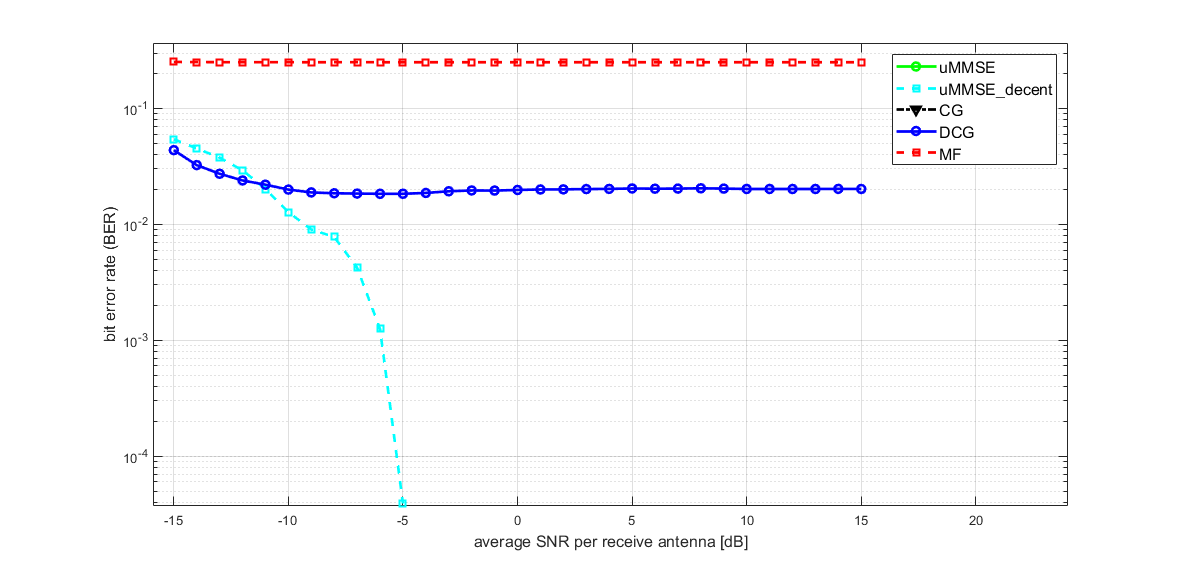 uMMSE
uMMSE_decent
CG
DCG
MF
10-1
10-2
10-3
10-4
bit error rate (BER)
-15 -10 -5 0 5 10 15 20
average SNR per receive antenna [dB]